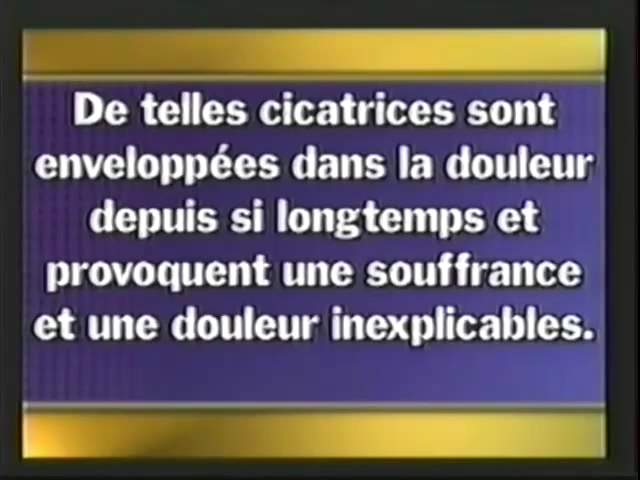 De telles cicatrices sont
enveloppées dans la douleur
depuis si longtemps et
provoquent une souffrance
et une douleur inexplicables.